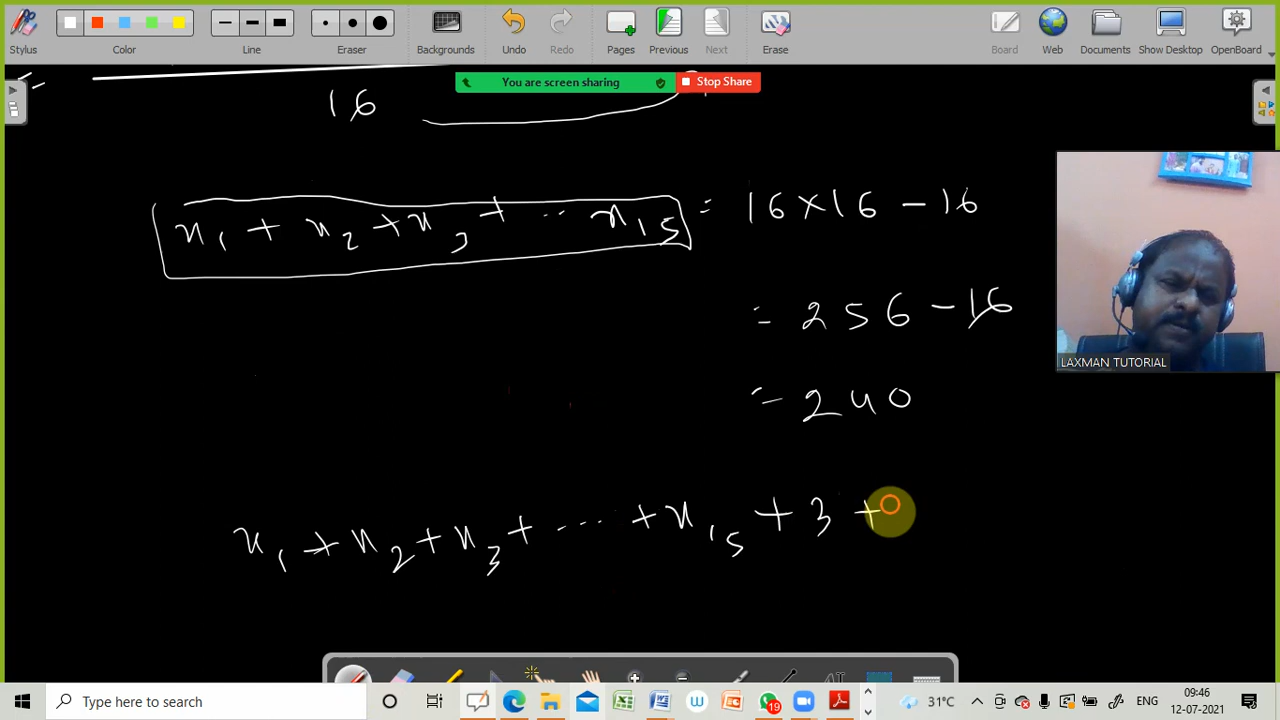 Stylus
Color
Line
Eraser
Backgrounds
Undo
Redo
Pages
Previous
Next
Erase
Board
Web
Documents
Show Desktop
OpenBoard
You are screen sharing
Stop Share
16
x₁ + x₂ + x₃ + .. x₁₅ = 16×16 − 16
= 256 − 16
= 240
x₁ + x₂ + x₃ + ... + x₁₅ + 3 +
LAXMAN TUTORIAL
Type here to search
19
31°C
ENG
09:46
12-07-2021